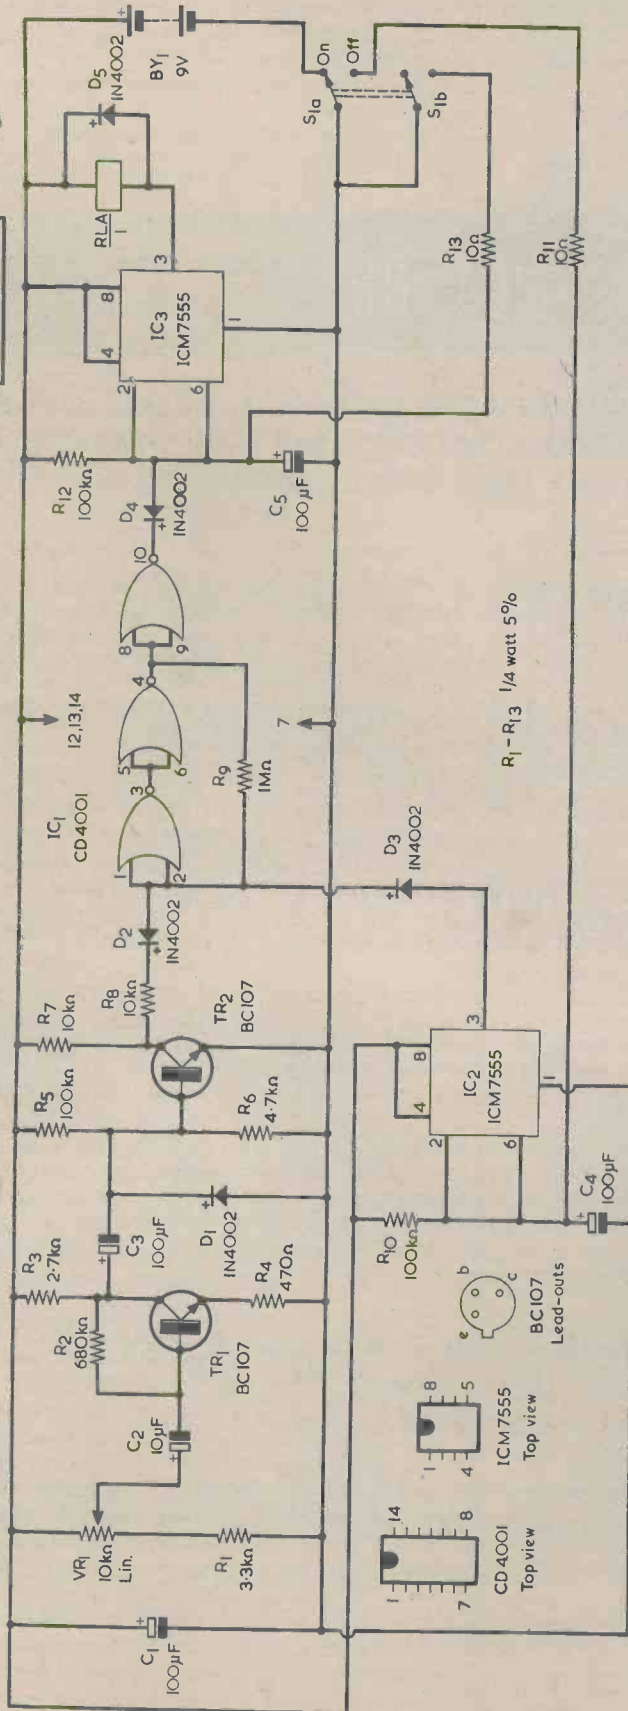 C1
100µF
VR1
10kΩ
Lin.
R1
3·3kΩ
C2
10µF
R2
680kΩ
R3
2·7kΩ
TR1
BC107
R4
470Ω
C3
100µF
D1
1N4002
R5
100kΩ
R6
4·7kΩ
R7
10kΩ
TR2
BC107
R8
10kΩ
D2
1N4002
IC1
CD4001
1
2
3
5
6
4
8
9
10
R9
1MΩ
12,13,14
7
D4
1N4002
R12
100kΩ
C5
100µF
2
6
4
8
3
1
IC3
ICM7555
RLA
1
D5
1N4002
BY1
9V
On
Off
S1a
S1b
R13
10Ω
R11
10Ω
R1 – R13 1/4 watt 5%
D3
1N4002
2
6
4
8
3
1
IC2
ICM7555
R10
100kΩ
C4
100µF
1
14
7
8
CD4001
Top view
1
8
4
5
ICM7555
Top view
e
b
c
BC107
Lead-outs